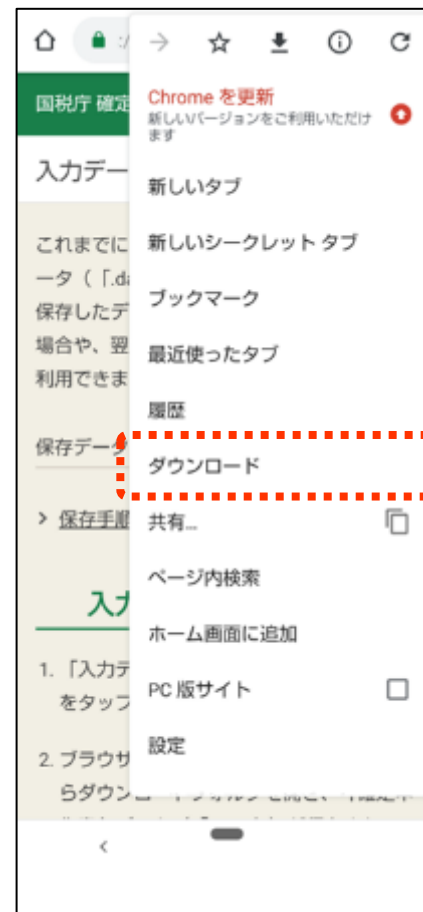 :/
Chrome を更新
新しいバージョンをご利用いただけ
ます
国税庁 確定
入力デー
新しいタブ
これまでに
新しいシークレット タブ
ータ（「.da
保存したデ
ブックマーク
場合や、翌
最近使ったタブ
利用できま
履歴
保存データ
ダウンロード
> 保存手順
共有...
ページ内検索
入力
ホーム画面に追加
1. 「入力デ
PC 版サイト
をタップ
設定
2. ブラウザ
らダウン